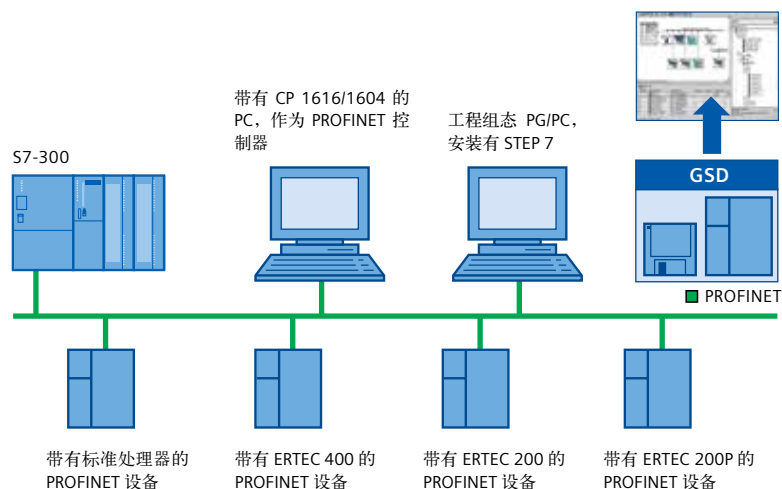 带有 CP 1616/1604 的
PC，作为 PROFINET 控
制器
工程组态 PG/PC，
安装有 STEP 7
S7-300
GSD
PROFINET
带有标准处理器的
PROFINET 设备
带有 ERTEC 400 的
PROFINET 设备
带有 ERTEC 200 的
PROFINET 设备
带有 ERTEC 200P 的
PROFINET 设备